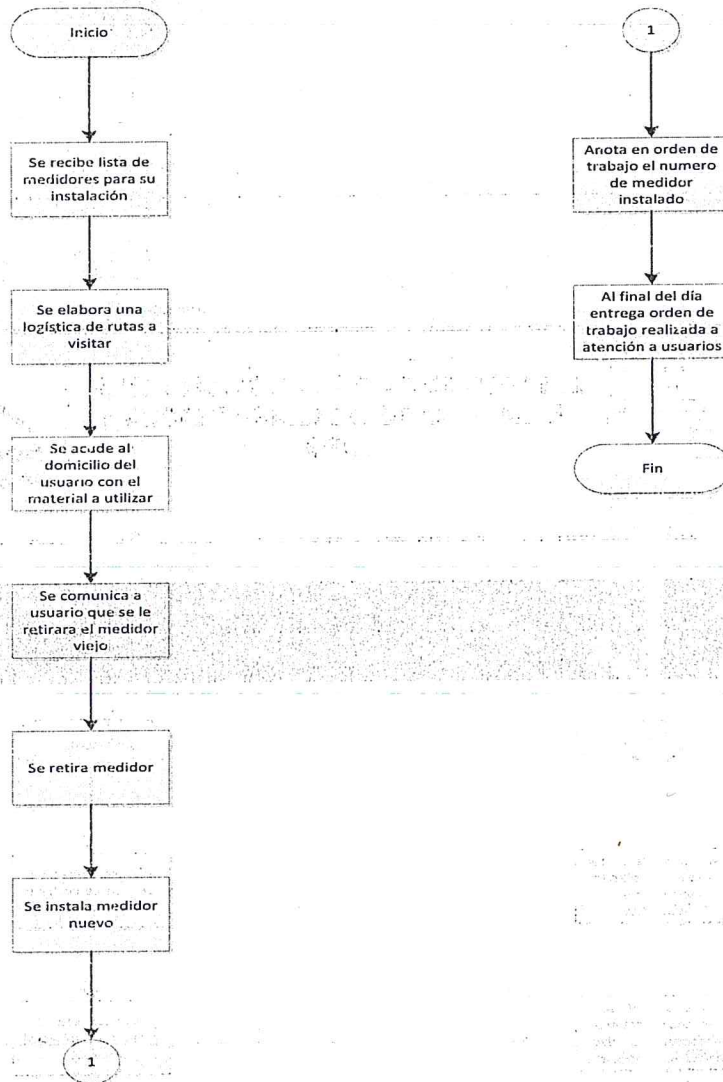 Inicio
Se recibe lista de
medidores para su
instalación
Se elabora una
logística de rutas a
visitar
Se acude al
domicilio del
usuario con el
material a utilizar
Se comunica a
usuario que se le
retirara el medidor
viejo
Se retira medidor
Se instala medidor
nuevo
1
1
Anota en orden de
trabajo el numero
de medidor
instalado
Al final del día
entrega orden de
trabajo realizada a
atención a usuarios
Fin